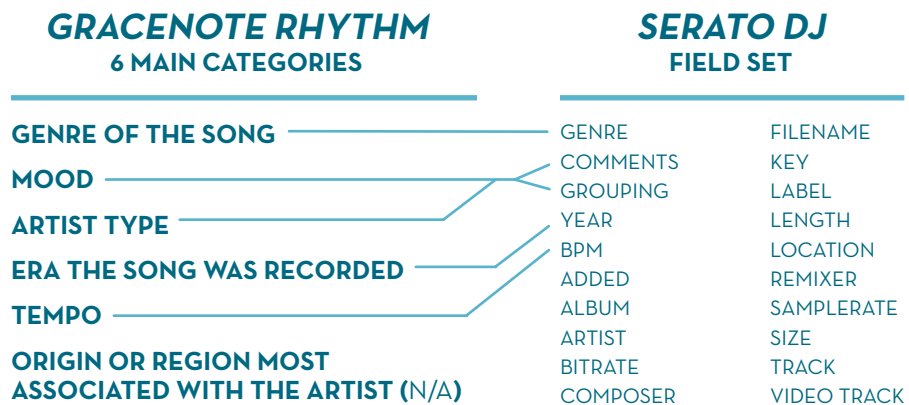 GRACENOTE RHYTHM
6 MAIN CATEGORIES
GENRE OF THE SONG
MOOD
ARTIST TYPE
ERA THE SONG WAS RECORDED
TEMPO
ORIGIN OR REGION MOST
ASSOCIATED WITH THE ARTIST (N/A)
SERATO DJ
FIELD SET
GENRE
COMMENTS
GROUPING
YEAR
BPM
ADDED
ALBUM
ARTIST
BITRATE
COMPOSER
FILENAME
KEY
LABEL
LENGTH
LOCATION
REMIXER
SAMPLERATE
SIZE
TRACK
VIDEO TRACK